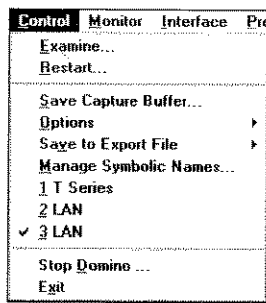 Control Monitor Interface
Examine...
Restart...
Save Capture Buffer...
Options
Save to Export File
Manage Symbolic Names...
1 T Series
2 LAN
3 LAN
Stop Domino ...
Exit